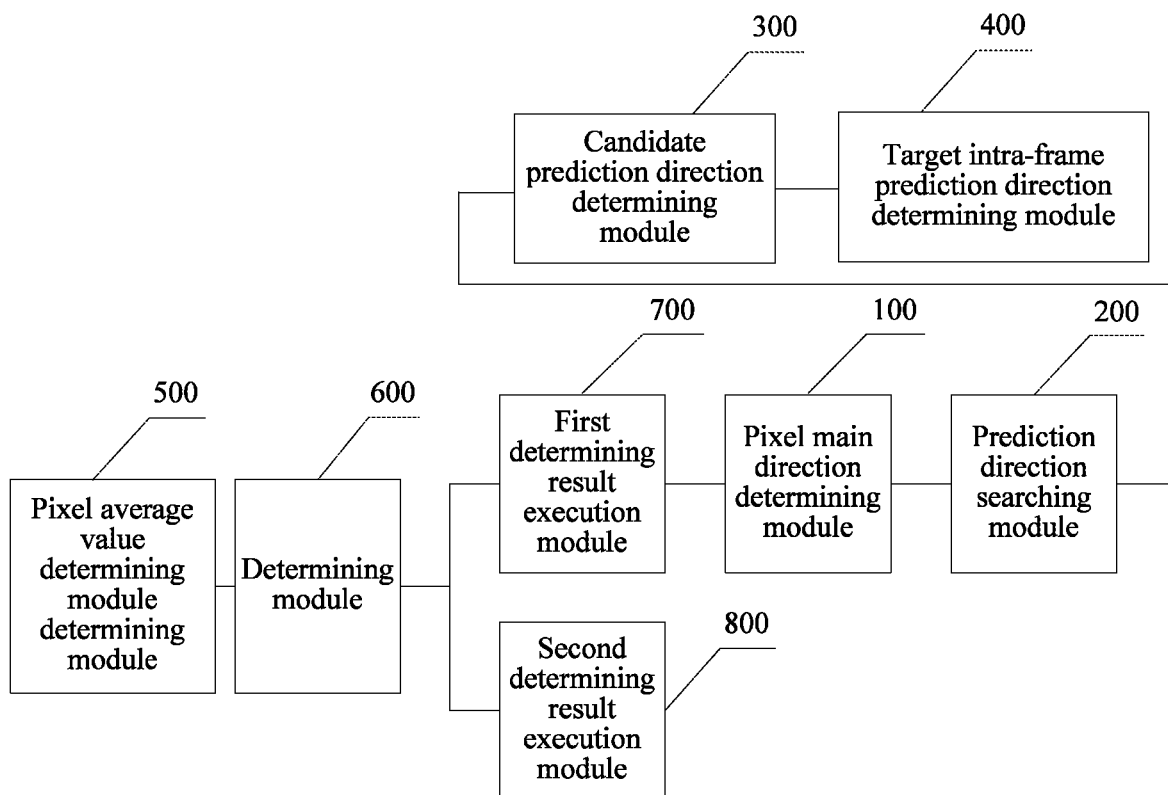 300
400
Candidate
prediction direction
determining
module
Target intra-frame
prediction direction
determining module
700
100
200
500
600
First
determining
result
execution
module
Pixel main
direction
determining
module
Prediction
direction
searching
module
Pixel average
value
determining
module
determining
module
Determining
module
800
Second
determining
result
execution
module